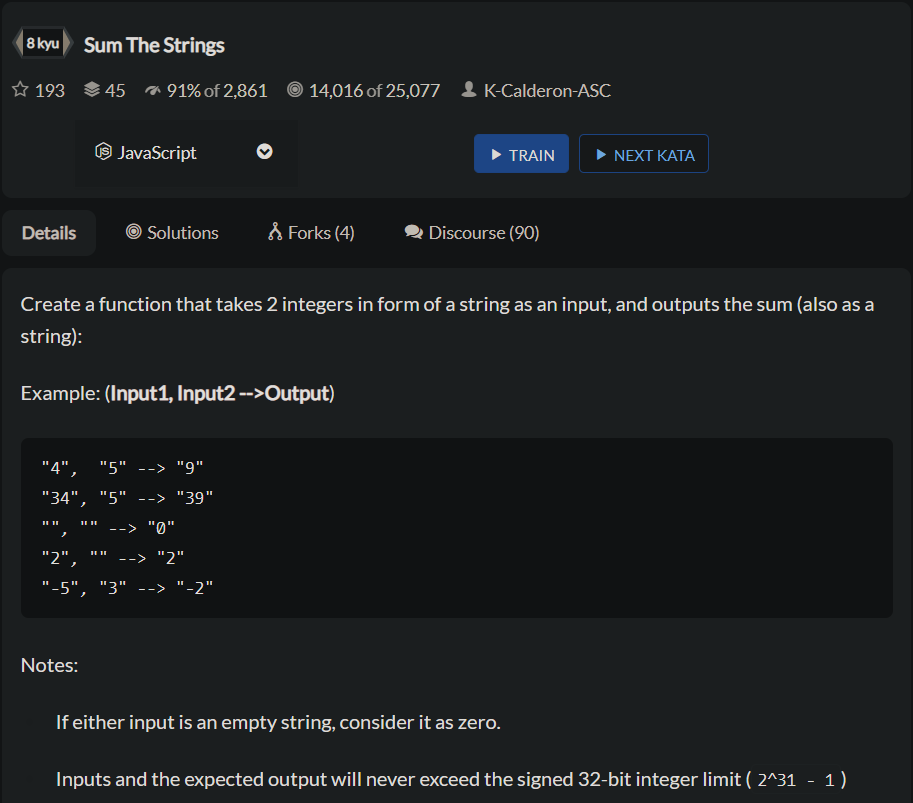 8 kyu Sum The Strings
193 45 91% of 2,861 14,016 of 25,077 K-Calderon-ASC
JavaScript TRAIN NEXT KATA
Details Solutions Forks (4) Discourse (90)
Create a function that takes 2 integers in form of a string as an input, and outputs the sum (also as a
string):
Example: (Input1, Input2 -->Output)
"4",  "5" --> "9"
"34", "5" --> "39"
"", "" --> "0"
"2", "" --> "2"
"-5", "3" --> "-2"
Notes:
If either input is an empty string, consider it as zero.
Inputs and the expected output will never exceed the signed 32-bit integer limit ( 2^31 - 1 )